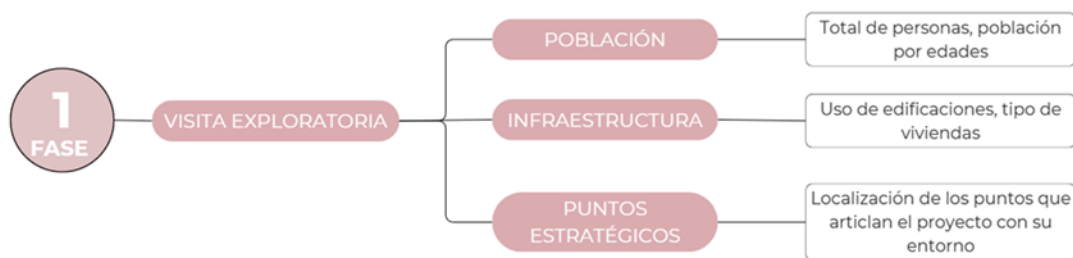 1
FASE
VISITA EXPLORATORIA
POBLACIÓN
Total de personas, población
por edades
INFRAESTRUCTURA
Uso de edificaciones, tipo de
viviendas
PUNTOS
ESTRATÉGICOS
Localización de los puntos que
articlan el proyecto con su
entorno